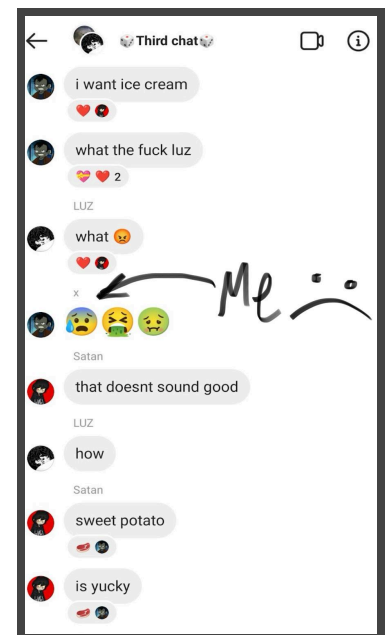 🎲Third chat🎲
i want ice cream
what the fuck luz
2
LUZ
what 😡
Me :(
x
😰🤮🤢
Satan
that doesnt sound good
LUZ
how
Satan
sweet potato
is yucky